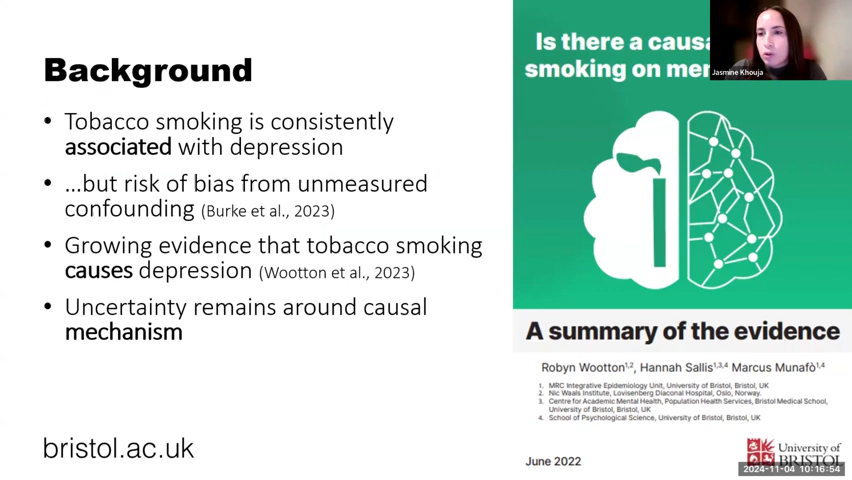 Background
• Tobacco smoking is consistently
associated with depression
• …but risk of bias from unmeasured
confounding (Burke et al., 2023)
• Growing evidence that tobacco smoking
causes depression (Wootton et al., 2023)
• Uncertainty remains around causal
mechanism
bristol.ac.uk
Is there a
smoking on
Jasmine Khouja
A summary of the evidence
Robyn Wootton1,2, Hannah Sallis1,3,4 Marcus Munafò1,4
1. MRC Integrative Epidemiology Unit, University of Bristol, Bristol, UK
2. Nic Waals Institute, Lovisenberg Diaconal Hospital, Oslo, Norway.
3. Centre for Academic Mental Health, Population Health Services, Bristol Medical School,
University of Bristol, Bristol, UK
4. School of Psychological Science, University of Bristol, Bristol, UK
June 2022
University of
BRISTOL
2024-11-04 10:16:54